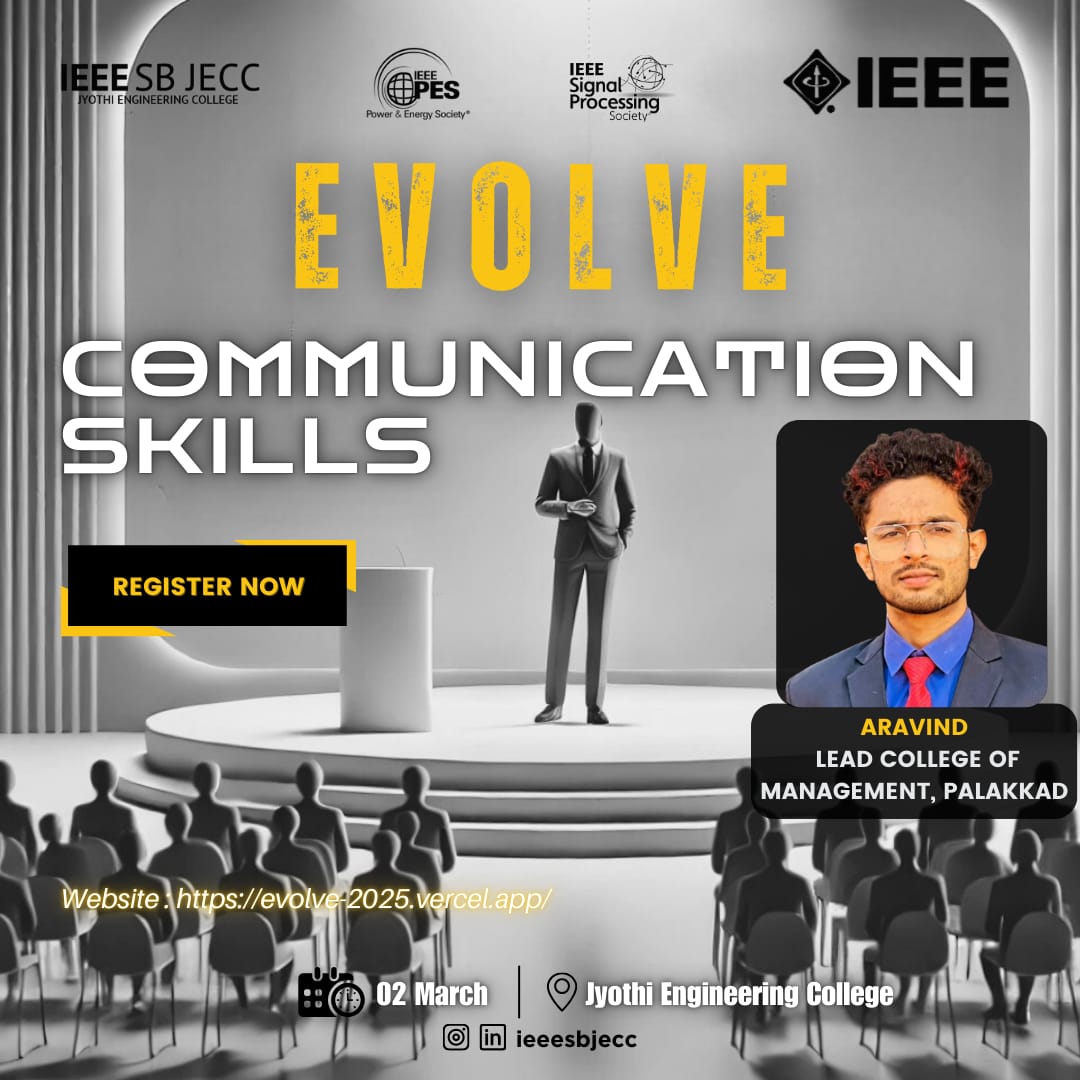 IEEE SB JECC
JYOTHI ENGINEERING COLLEGE
IEEE
PES
Power & Energy Society®
IEEE
Signal
Processing
Society
IEEE
EVOLVE
COMMUNICATION
SKILLS
REGISTER NOW
ARAVIND
LEAD COLLEGE OF
MANAGEMENT, PALAKKAD
Website : https://evolve-2025.vercel.app/
02 March
Jyothi Engineering College
in ieeesbjecc